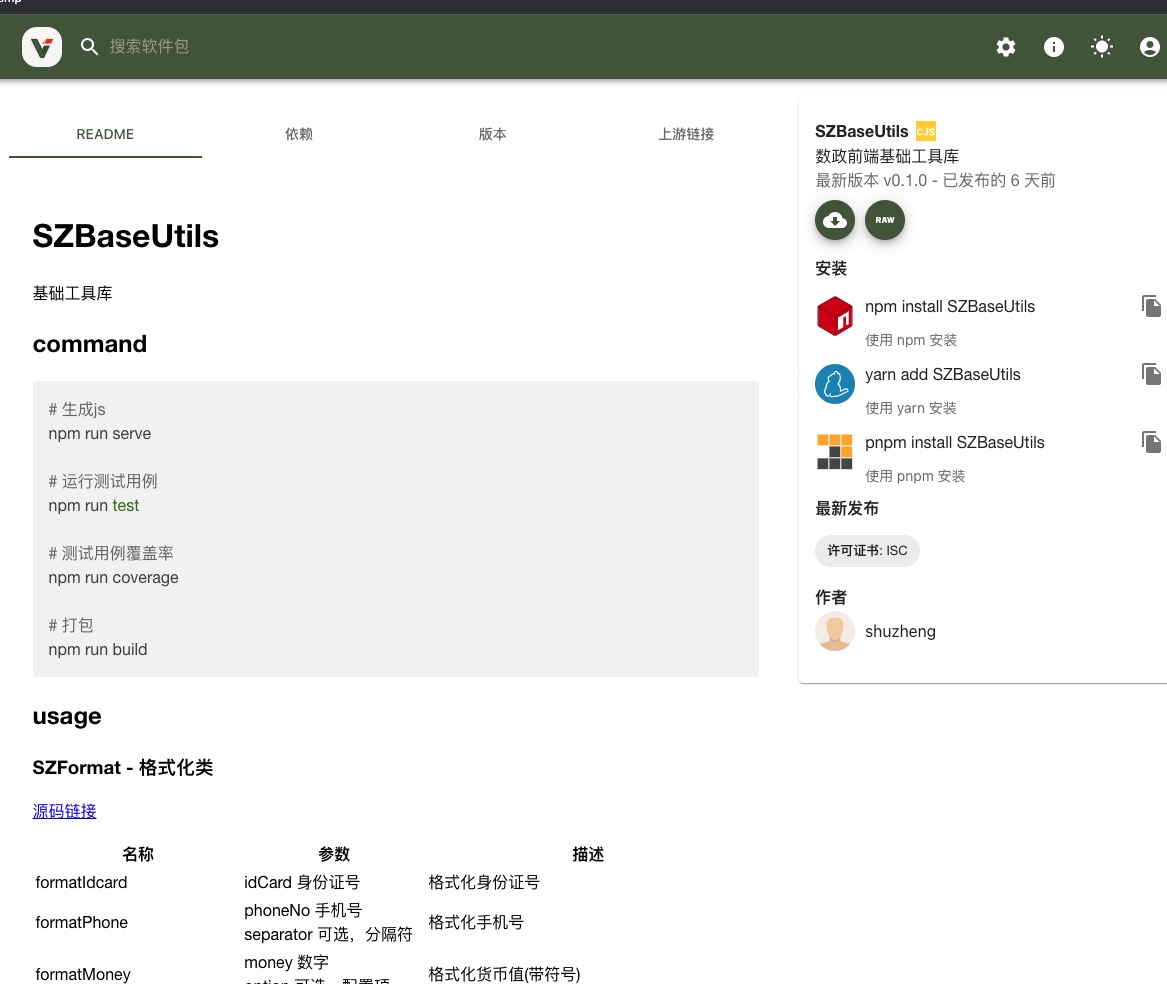 搜索软件包
README
依赖
版本
上游链接
SZBaseUtils
基础工具库
command
# 生成js
npm run serve
# 运行测试用例
npm run test
# 测试用例覆盖率
npm run coverage
# 打包
npm run build
usage
SZFormat - 格式化类
源码链接
名称 参数 描述
formatIdcard idCard 身份证号 格式化身份证号
formatPhone phoneNo 手机号 格式化手机号
separator 可选，分隔符
formatMoney money 数字 格式化货币值(带符号)
option 可选，配置项
SZBaseUtils CJS
数政前端基础工具库
最新版本 v0.1.0 - 已发布的 6 天前
RAW
安装
npm install SZBaseUtils
使用 npm 安装
yarn add SZBaseUtils
使用 yarn 安装
pnpm install SZBaseUtils
使用 pnpm 安装
最新发布
许可证书: ISC
作者
shuzheng